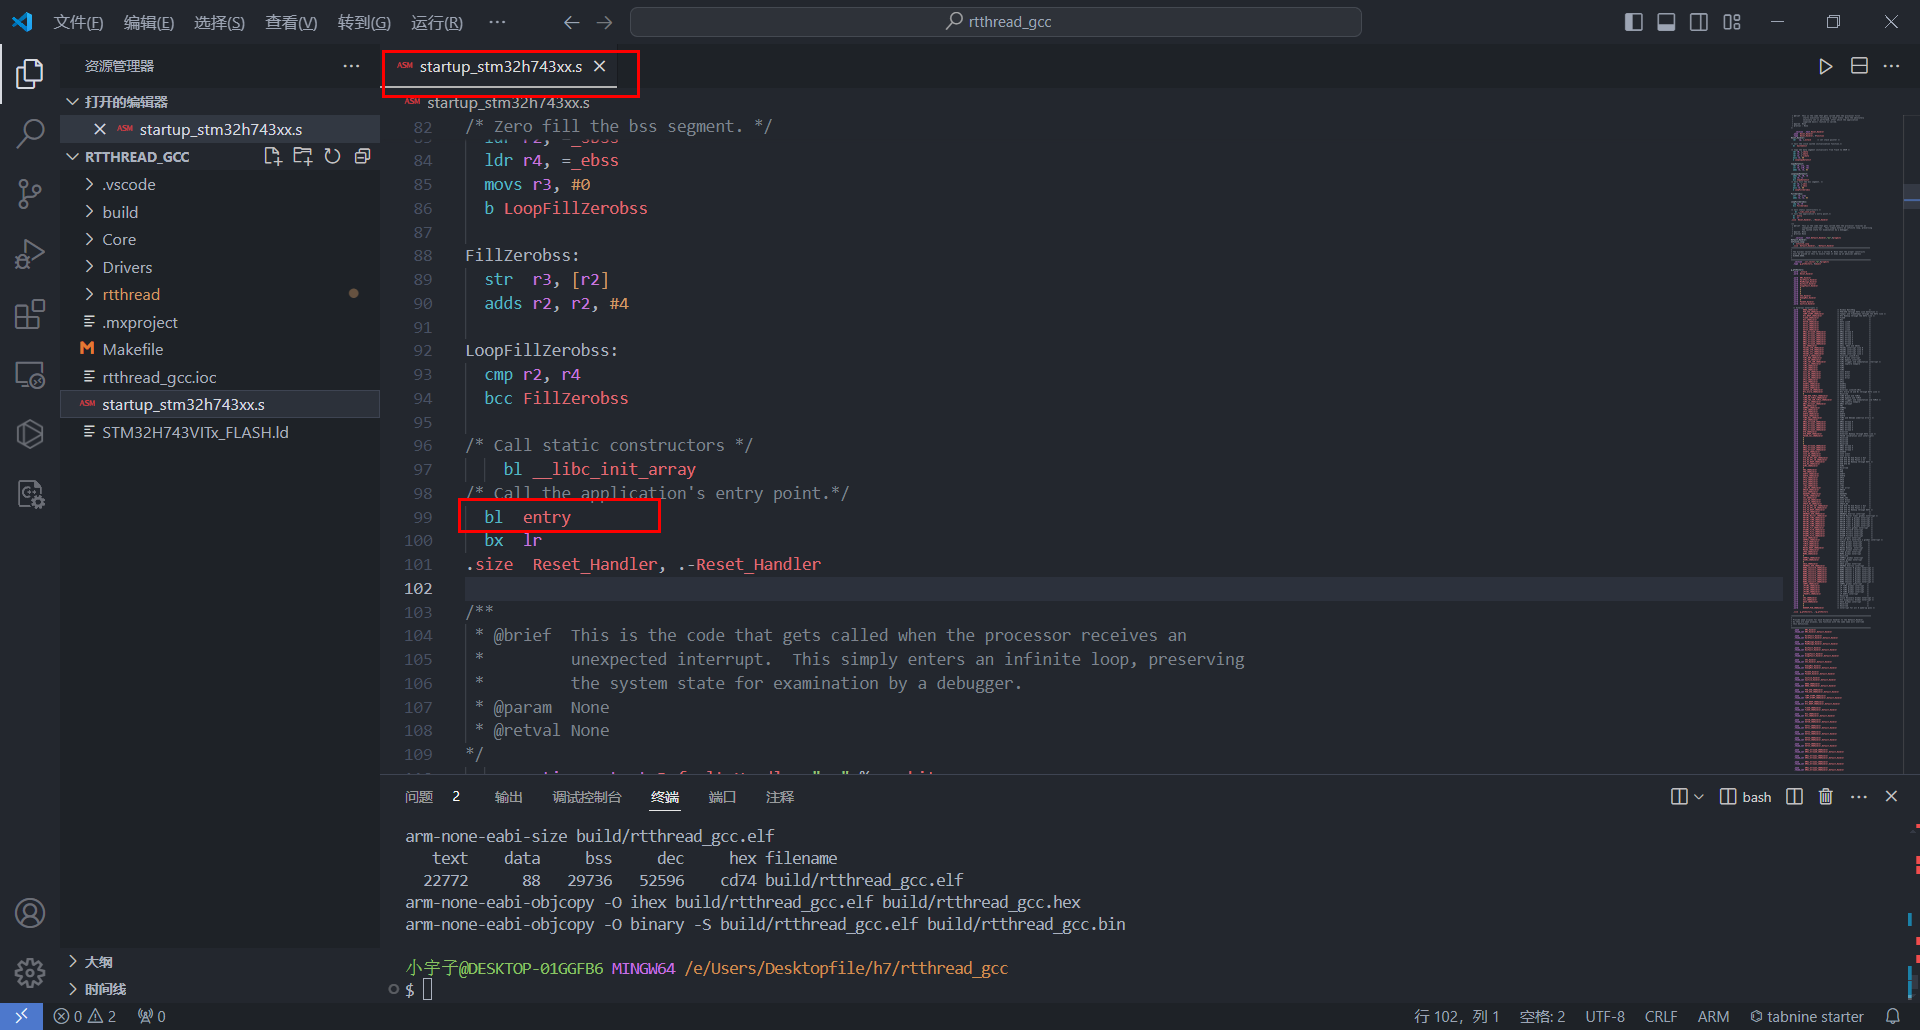 文件(F) 编辑(E) 选择(S) 查看(V) 转到(G) 运行(R) ··· rtthread_gcc
资源管理器
ASM startup_stm32h743xx.s
打开的编辑器
ASM startup_stm32h743xx.s
RTTHREAD_GCC
.vscode
build
Core
Drivers
rtthread
.mxproject
Makefile
rtthread_gcc.ioc
ASM startup_stm32h743xx.s
STM32H743VITx_FLASH.ld
大纲
时间线
ASM startup_stm32h743xx.s
82 /* Zero fill the bss segment. */
ldr r2, =_sbss
84 ldr r4, =_ebss
85 movs r3, #0
86 b LoopFillZerobss
87
88 FillZerobss:
89 str  r3, [r2]
90 adds r2, r2, #4
91
92 LoopFillZerobss:
93 cmp r2, r4
94 bcc FillZerobss
95
96 /* Call static constructors */
97 bl __libc_init_array
98 /* Call the application's entry point.*/
99 bl  entry
100 bx  lr
101 .size  Reset_Handler, .-Reset_Handler
102
103 /**
104 * @brief  This is the code that gets called when the processor receives an
105 *         unexpected interrupt.  This simply enters an infinite loop, preserving
106 *         the system state for examination by a debugger.
107 * @param  None
108 * @retval None
109 */
问题 2 输出 调试控制台 终端 端口 注释 bash
arm-none-eabi-size build/rtthread_gcc.elf
text    data     bss     dec     hex filename
22772      88   29736   52596    cd74 build/rtthread_gcc.elf
arm-none-eabi-objcopy -O ihex build/rtthread_gcc.elf build/rtthread_gcc.hex
arm-none-eabi-objcopy -O binary -S build/rtthread_gcc.elf build/rtthread_gcc.bin
小宇子@DESKTOP-01GGFB6 MINGW64 /e/Users/Desktopfile/h7/rtthread_gcc
$
0 2 0 行 102，列 1 空格: 2 UTF-8 CRLF ARM tabnine starter